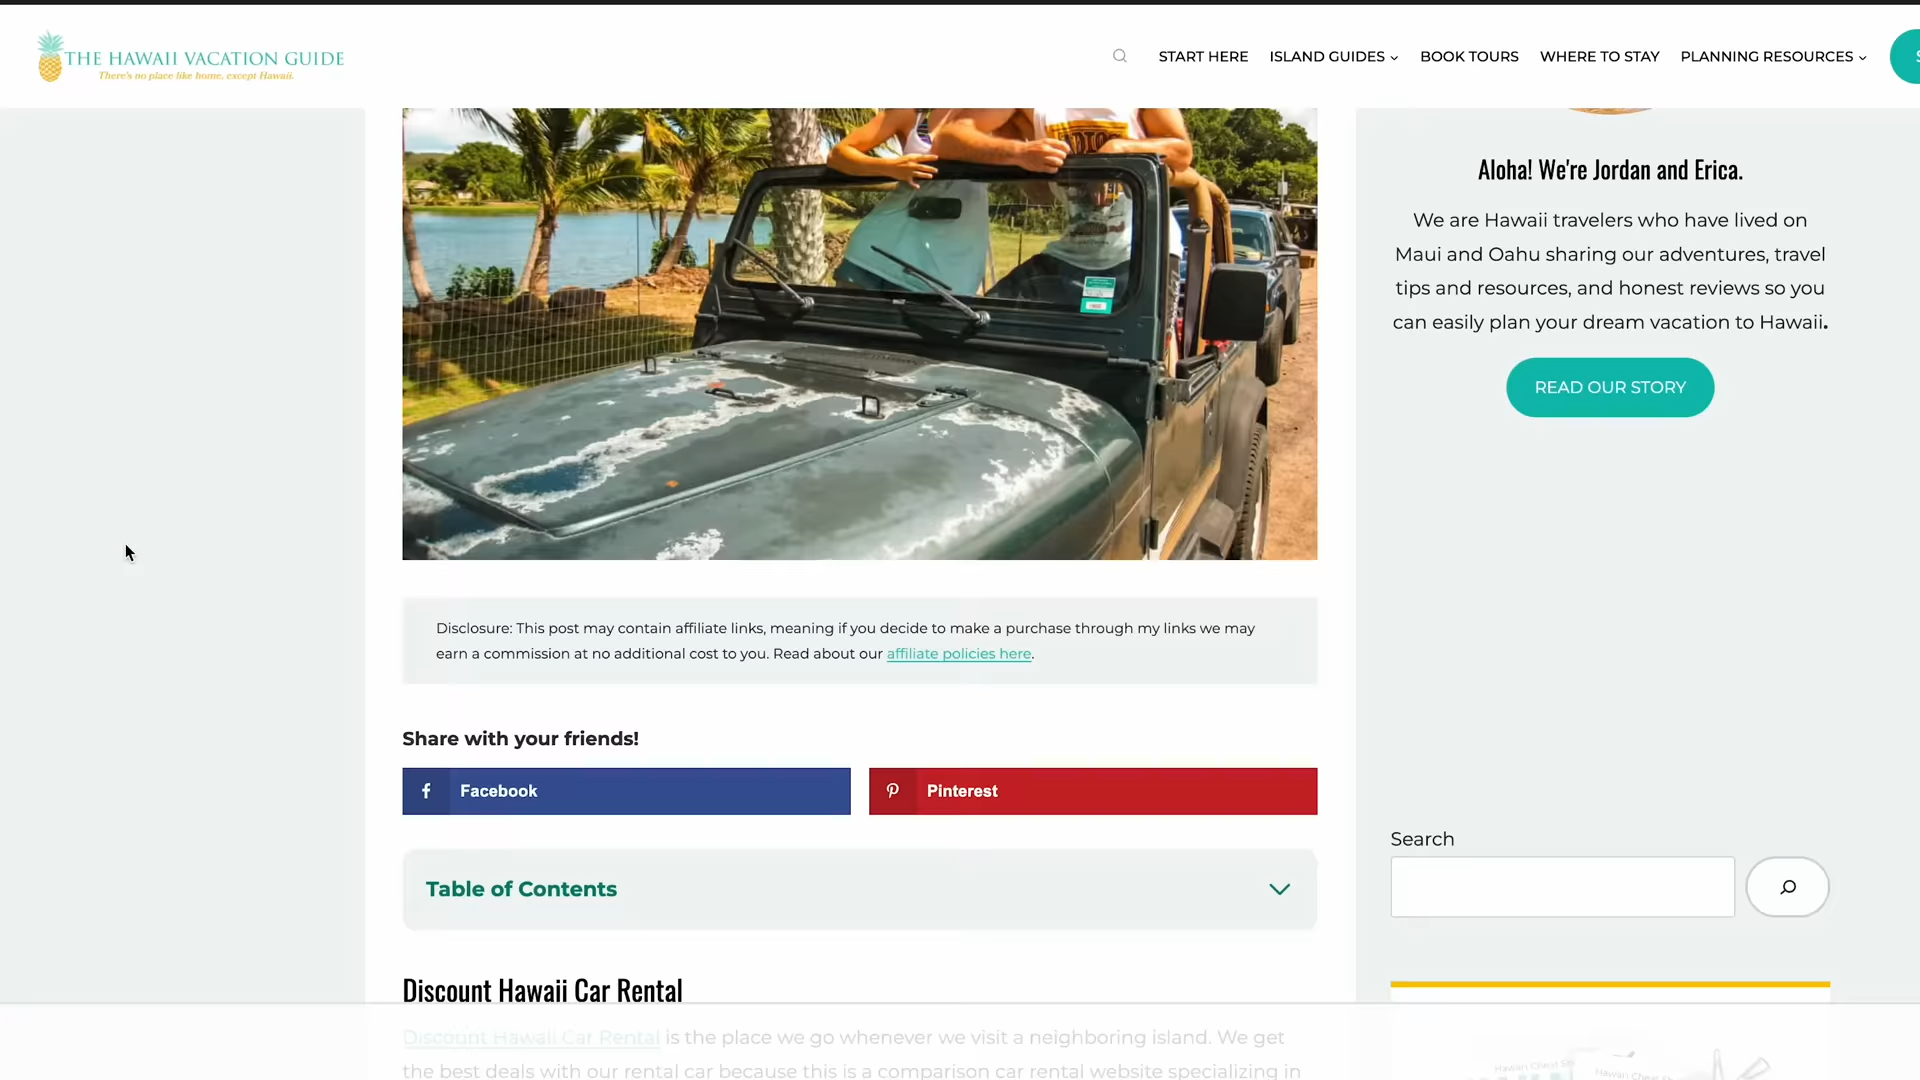 THE HAWAII VACATION GUIDE
There's no place like home, except Hawaii.
START HERE
ISLAND GUIDES
BOOK TOURS
WHERE TO STAY
PLANNING RESOURCES
Aloha! We're Jordan and Erica.
We are Hawaii travelers who have lived on
Maui and Oahu sharing our adventures, travel
tips and resources, and honest reviews so you
can easily plan your dream vacation to Hawaii.
READ OUR STORY
Disclosure: This post may contain affiliate links, meaning if you decide to make a purchase through my links we may
earn a commission at no additional cost to you. Read about our affiliate policies here.
Share with your friends!
Facebook
Pinterest
Search
Table of Contents
Discount Hawaii Car Rental
Discount Hawaii Car Rental is the place we go whenever we visit a neighboring island. We get
the best deals with our rental car because this is a comparison car rental website specializing in